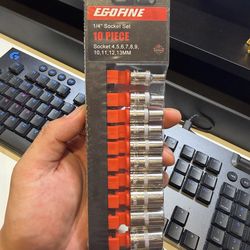 EGOFINE
1/4" Socket Set
10 PIECE
Socket 4,5,6,7,8,9,
10,11,12,13MM